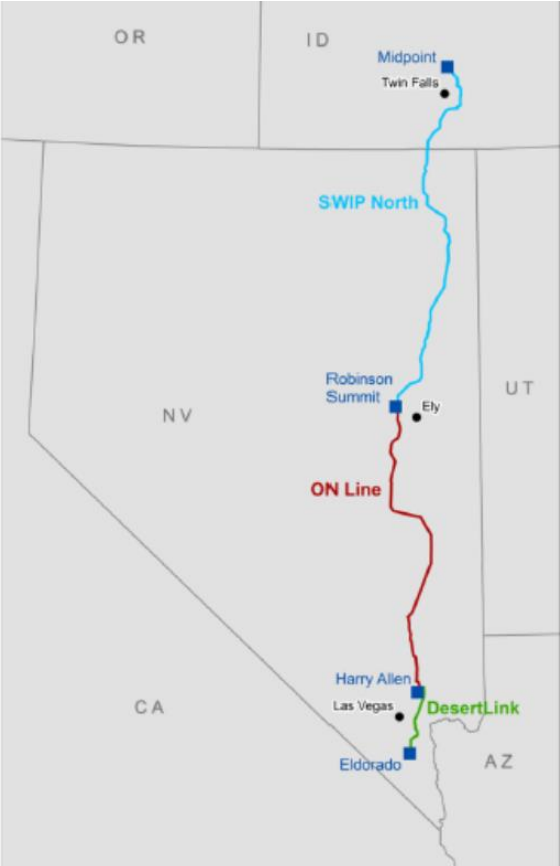 OR
ID
Midpoint
Twin Falls
SWIP North
Robinson
Summit
Ely
UT
NV
ON Line
Harry Allen
Las Vegas
DesertLink
CA
Eldorado
AZ